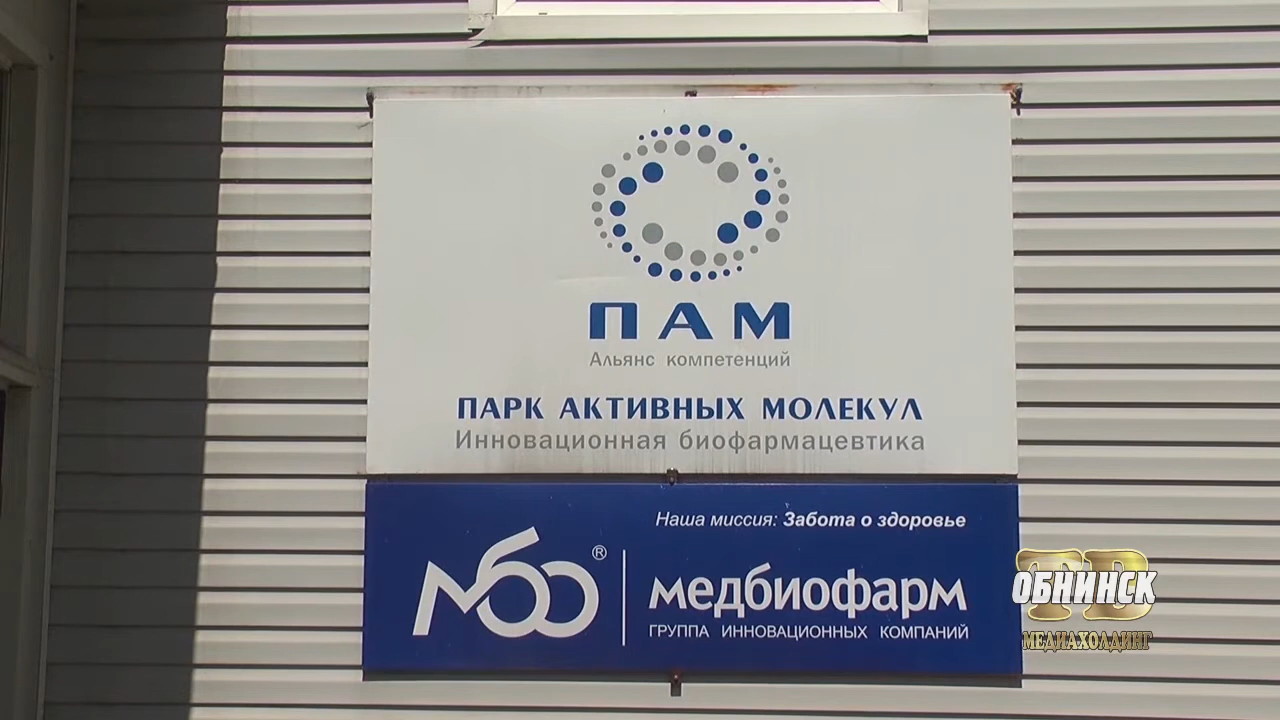 ПАМ
Альянс компетенций
ПАРК АКТИВНЫХ МОЛЕКУЛ
Инновационная биофармацевтика
Наша миссия: Забота о здоровье
мбф®
медбиофарм
ГРУППА ИННОВАЦИОННЫХ КОМПАНИЙ
ТВ
ОБНИНСК
МЕДИАХОЛДИНГ